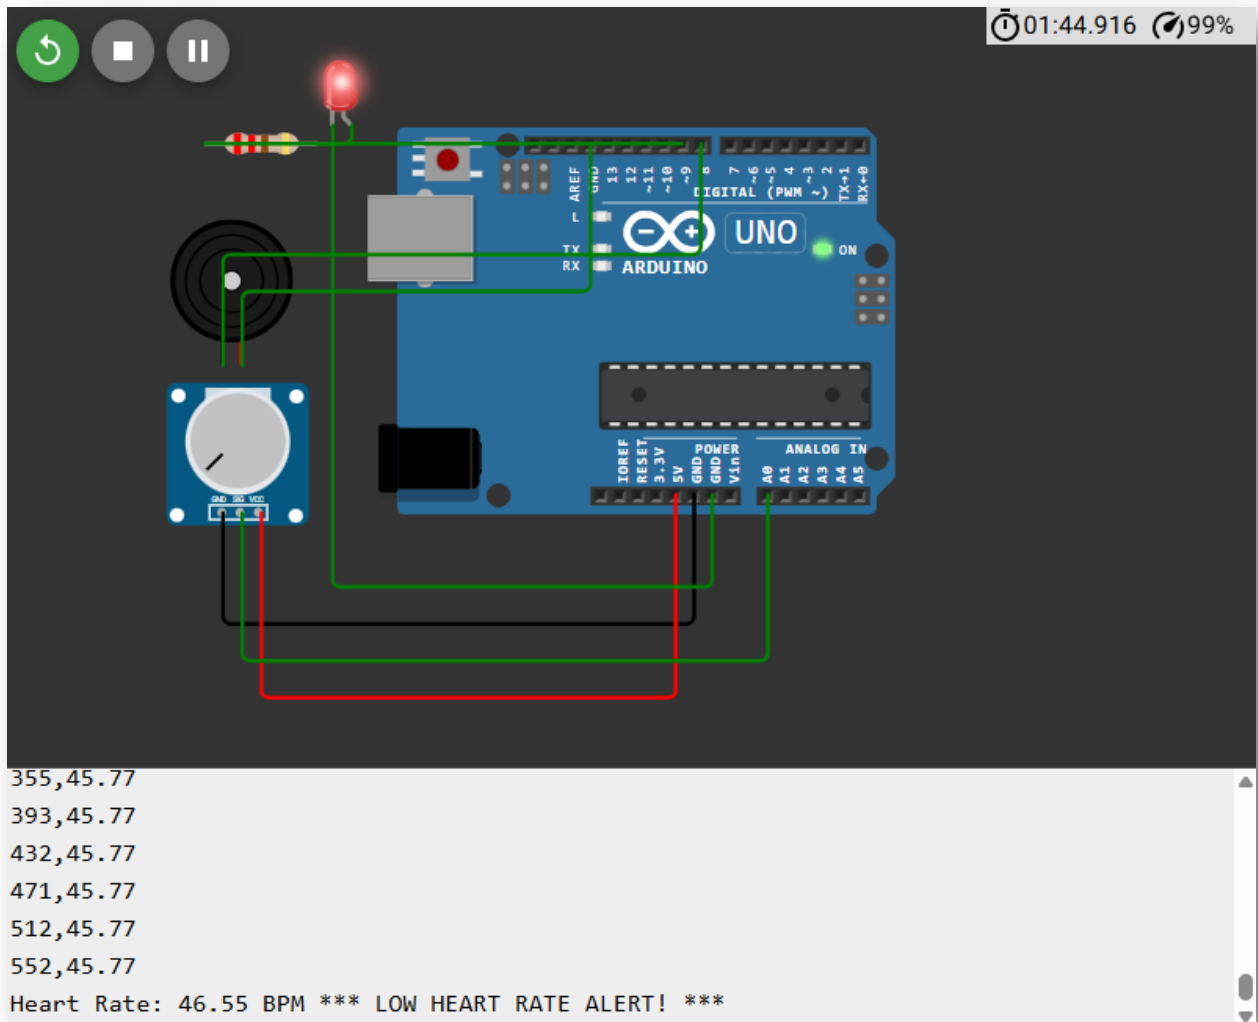 01:44.916 99%
AREF
GND
13
12
~11
~10
~9
8
7
~6
~5
4
~3
2
TX→1
RX←0
DIGITAL (PWM ~)
L
TX
RX
UNO
ON
ARDUINO
IOREF
RESET
3.3V
5V
GND
GND
Vin
POWER
ANALOG IN
A0
A1
A2
A3
A4
A5
GND SIG VCC
355,45.77
393,45.77
432,45.77
471,45.77
512,45.77
552,45.77
Heart Rate: 46.55 BPM *** LOW HEART RATE ALERT! ***